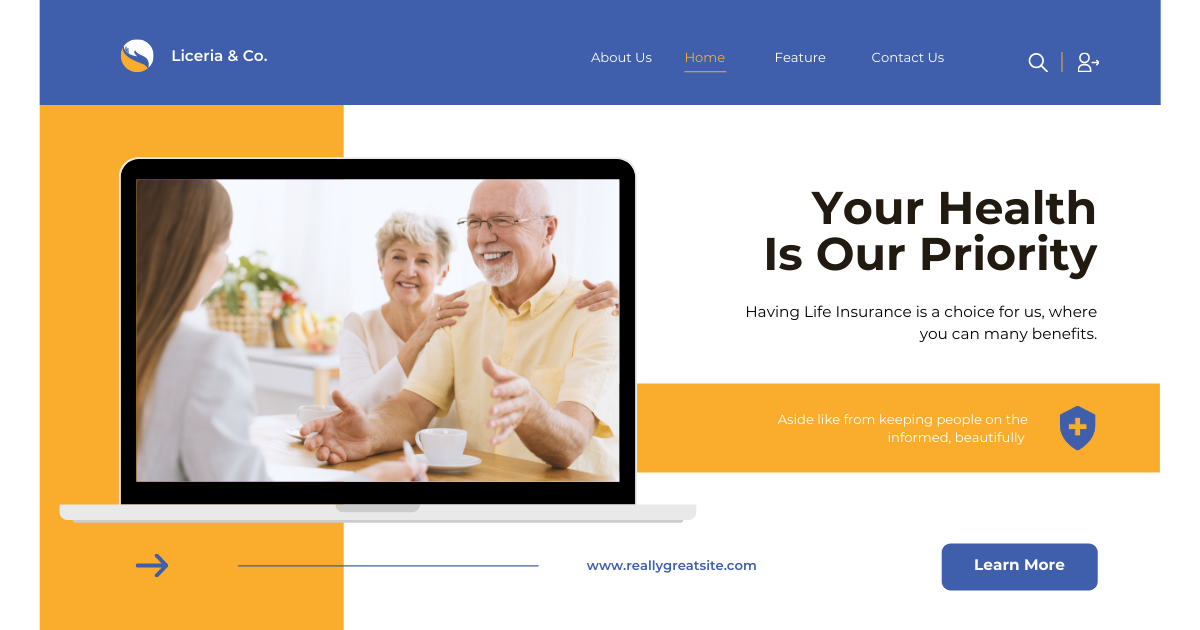 Liceria & Co.
About Us
Home
Feature
Contact Us
Your Health
Is Our Priority
Having Life Insurance is a choice for us, where
you can many benefits.
Aside like from keeping people on the
informed, beautifully
www.reallygreatsite.com
Learn More